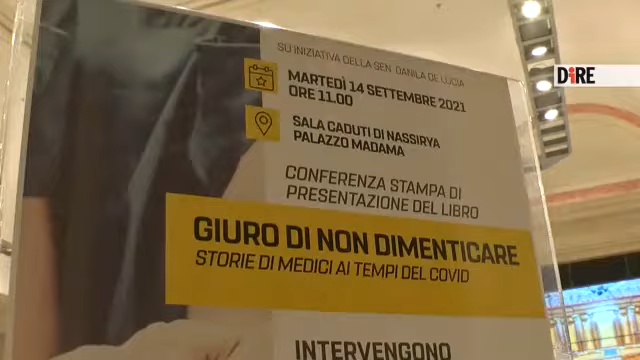 SU INIZIATIVA DELLA SEN. DANILA DE LUCIA
MARTEDÌ 14 SETTEMBRE 2021
ORE 11.00
SALA CADUTI DI NASSIRYA
PALAZZO MADAMA
CONFERENZA STAMPA DI
PRESENTAZIONE DEL LIBRO
GIURO DI NON DIMENTICARE
STORIE DI MEDICI AI TEMPI DEL COVID
INTERVENGONO
DiRE